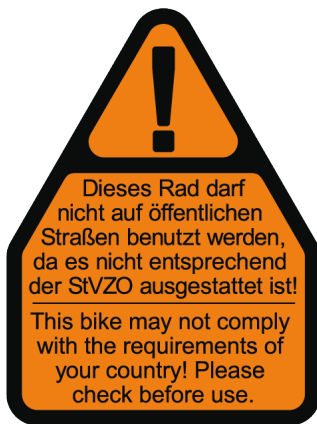 !
Dieses Rad darf
nicht auf öffentlichen
Straßen benutzt werden,
da es nicht entsprechend
der StVZO ausgestattet ist!
This bike may not comply
with the requirements of
your country! Please
check before use.